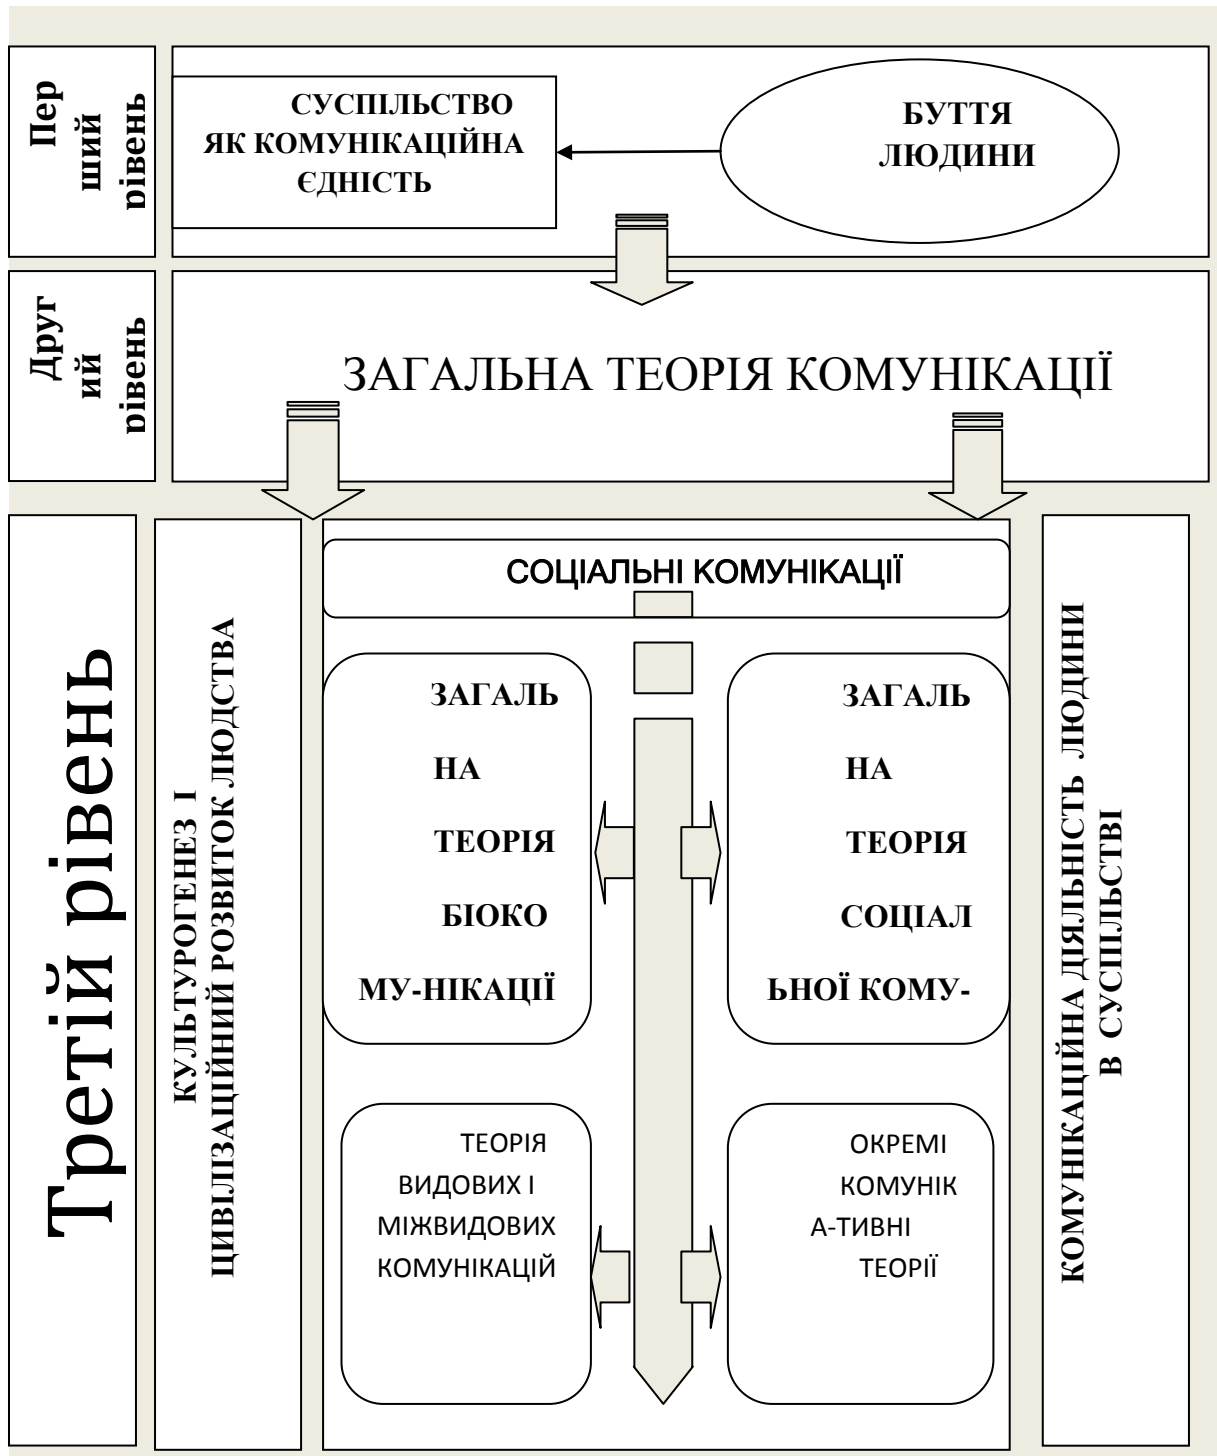 Пер
ший
рівень
СУСПІЛЬСТВО
ЯК КОМУНІКАЦІЙНА
ЄДНІСТЬ
БУТТЯ
ЛЮДИНИ
Друг
ий
рівень
ЗАГАЛЬНА ТЕОРІЯ КОМУНІКАЦІЇ
Третій рівень
КУЛЬТУРОГЕНЕЗ І
ЦИВІЛІЗАЦІЙНИЙ РОЗВИТОК ЛЮДСТВА
СОЦІАЛЬНІ КОМУНІКАЦІЇ
ЗАГАЛЬ
НА
ТЕОРІЯ
БІОКО
МУ-НІКАЦІЇ
ЗАГАЛЬ
НА
ТЕОРІЯ
СОЦІАЛ
ЬНОЇ КОМУ-
ТЕОРІЯ
ВИДОВИХ І
МІЖВИДОВИХ
КОМУНІКАЦІЙ
ОКРЕМІ
КОМУНІК
А-ТИВНІ
ТЕОРІЇ
КОМУНІКАЦІЙНА ДІЯЛЬНІСТЬ ЛЮДИНИ
В СУСПІЛЬСТВІ